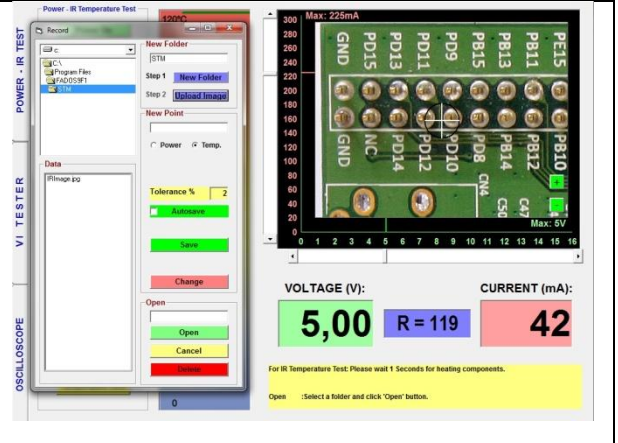 Power - IR Temperature Test
120°C
POWER - IR TEST
VI TESTER
OSCILLOSCOPE
Record
c:
C:\
Program Files
FADOS9F1
STM
Data
IRImage.jpg
New Folder
STM
Step 1 New Folder
Step 2 Upload Image
New Point
Power Temp.
Tolerance % 2
Autosave
Save
Change
Open
Open
Cancel
Delete
0
Max: 225mA
300
280
260
240
220
200
180
160
140
120
100
80
60
40
20
0
GND PD15 PD13 PD11 PD9 PB15 PB13 PB11 PE15
GND NC PD14 PD12 PD10 PD8 PB14 PB12 PB10
CN4 C50 C47
+
-
Max: 5V
0 1 2 3 4 5 6 7 8 9 10 11 12 13 14 15 16
VOLTAGE (V): CURRENT (mA):
5,00 R = 119 42
For IR Temperature Test: Please wait 1 Seconds for heating components.
Open :Select a folder and click 'Open' button.